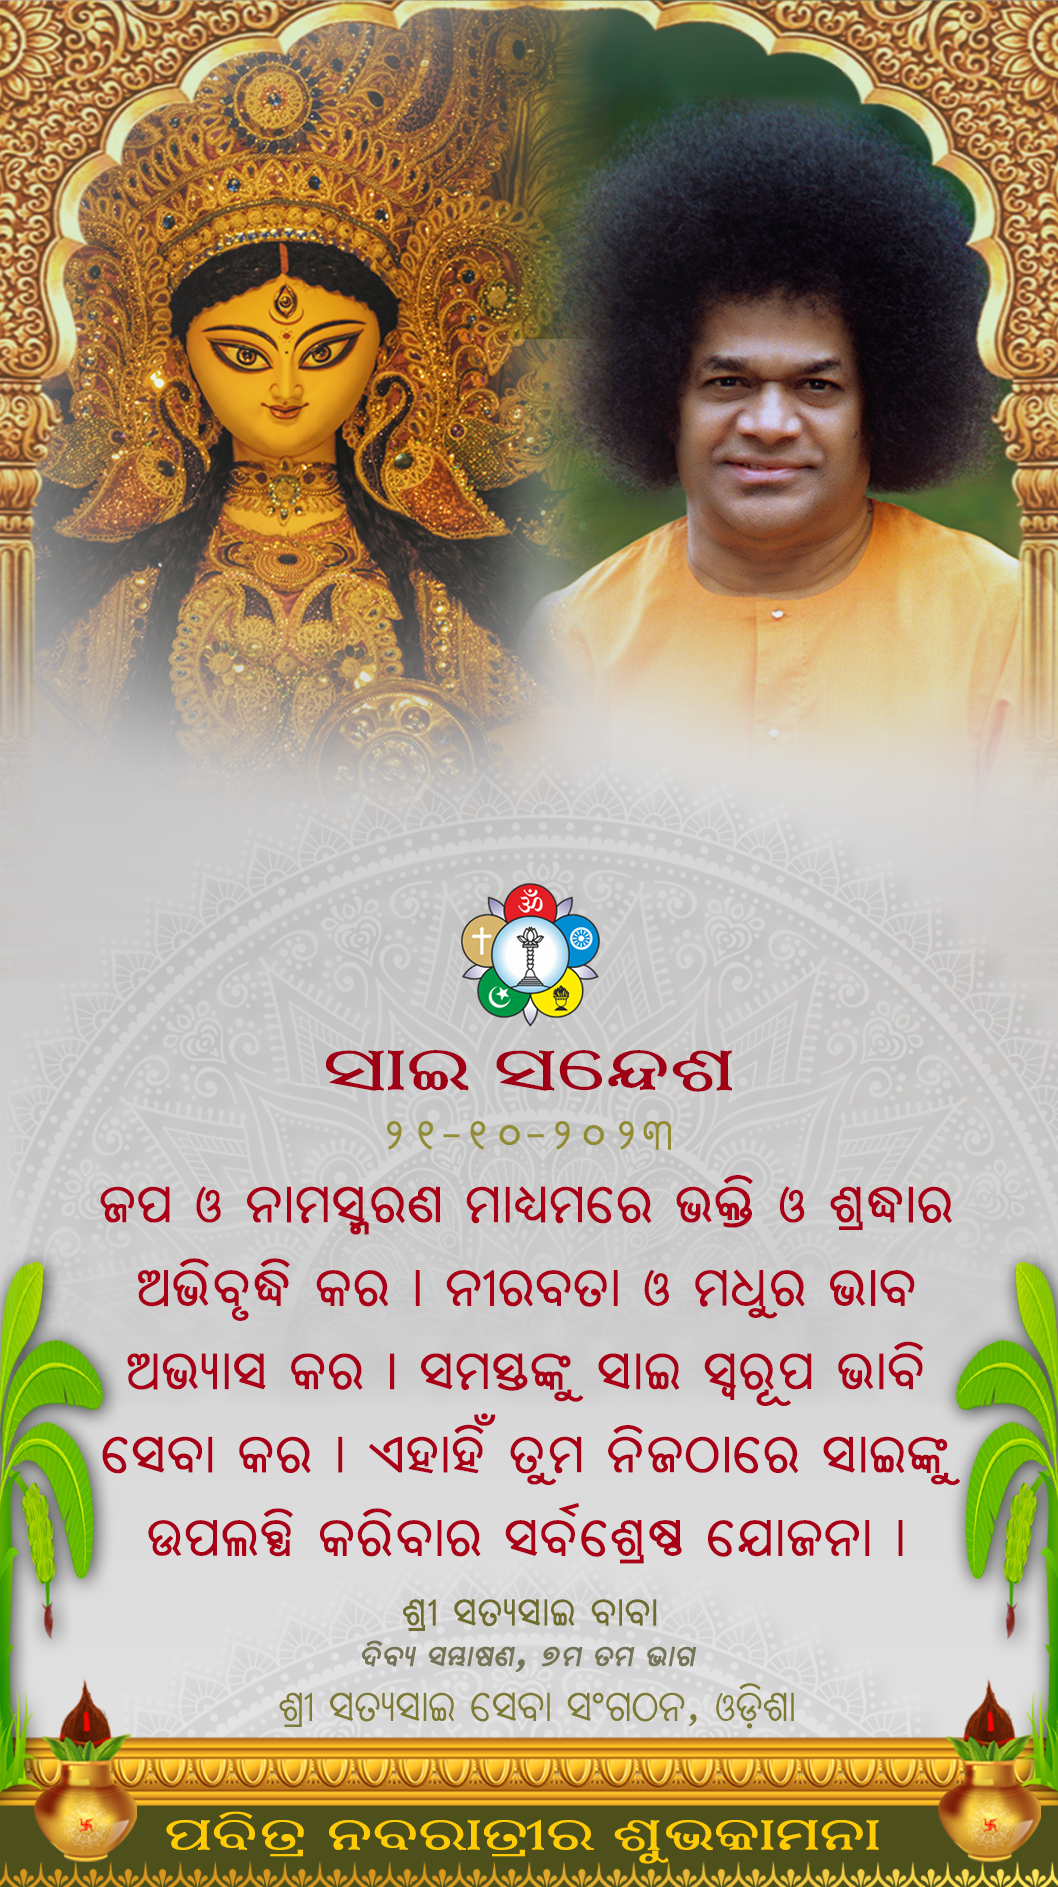 ॐ
ସାଇ ସନ୍ଦେଶ
୨୧-୧୦-୨୦୨୩
ଜପ ଓ ନାମସ୍ମରଣ ମାଧ୍ୟମରେ ଭକ୍ତି ଓ ଶ୍ରଦ୍ଧାର
ଅଭିବୃଦ୍ଧି କର । ନୀରବତା ଓ ମଧୁର ଭାବ
ଅଭ୍ୟାସ କର । ସମସ୍ତଙ୍କୁ ସାଇ ସ୍ୱରୂପ ଭାବି
ସେବା କର । ଏହାହିଁ ତୁମ ନିଜଠାରେ ସାଇଙ୍କୁ
ଉପଲବ୍ଧି କରିବାର ସର୍ବଶ୍ରେଷ୍ଠ ଯୋଜନା ।
ଶ୍ରୀ ସତ୍ୟସାଇ ବାବା
ଦିବ୍ୟ ସମ୍ଭାଷଣ, ୭ମ ତମ ଭାଗ
ଶ୍ରୀ ସତ୍ୟସାଇ ସେବା ସଂଗଠନ, ଓଡ଼ିଶା
ପବିତ୍ର ନବରାତ୍ରୀର ଶୁଭକାମନା